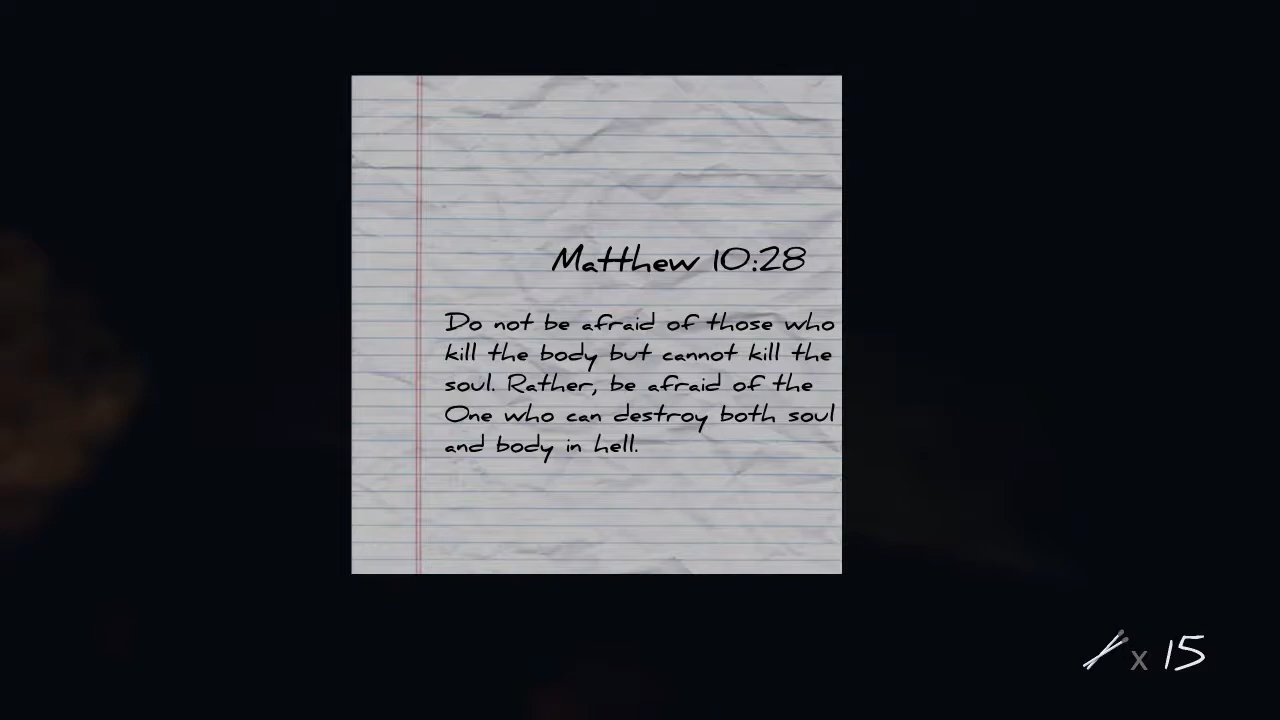 Matthew 10:28
Do not be afraid of those who
kill the body but cannot kill the
soul. Rather, be afraid of the
One who can destroy both soul
and body in hell.
x 15